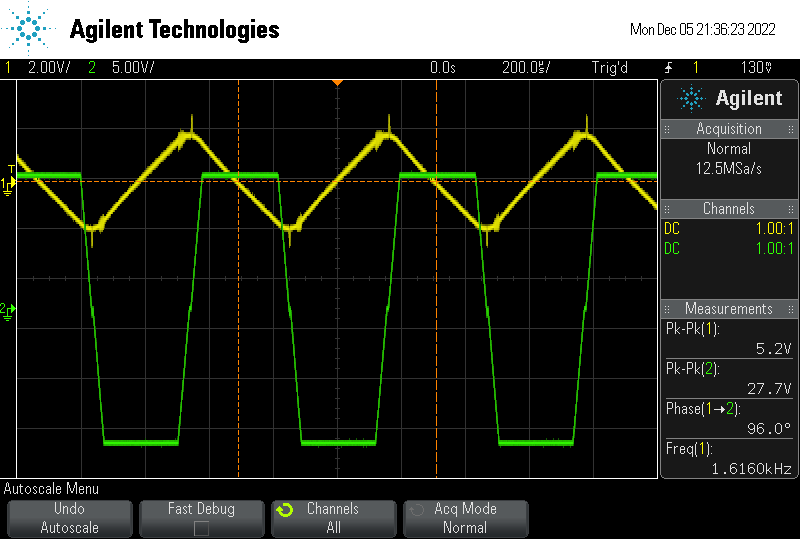 Agilent Technologies
Mon Dec 05 21:36:23 2022
1 2.00V/ 2 5.00V/ 0.0s 200.0㎲/ Trig'd 1 130㎷
Agilent
Acquisition
Normal
12.5MSa/s
Channels
DC 1.00:1
DC 1.00:1
Measurements
Pk-Pk(1):
5.2V
Pk-Pk(2):
27.7V
Phase(1→2):
96.0°
Freq(1):
1.6160kHz
T
1
2
Autoscale Menu
Undo
Autoscale
Fast Debug
Channels
All
Acq Mode
Normal